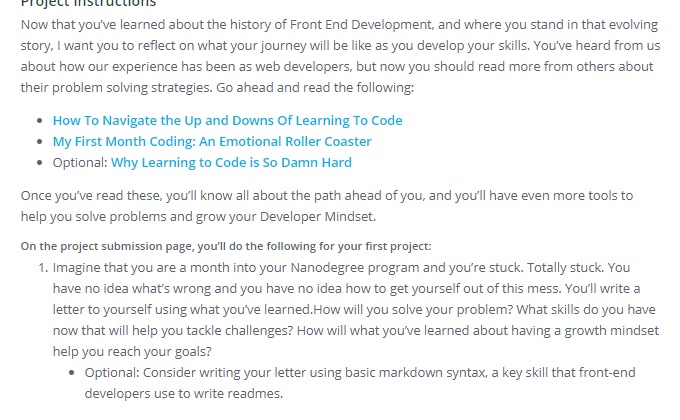 Project Instructions
Now that you've learned about the history of Front End Development, and where you stand in that evolving
story, I want you to reflect on what your journey will be like as you develop your skills. You've heard from us
about how our experience has been as web developers, but now you should read more from others about
their problem solving strategies. Go ahead and read the following:
• How To Navigate the Up and Downs Of Learning To Code
• My First Month Coding: An Emotional Roller Coaster
• Optional: Why Learning to Code is So Damn Hard
Once you've read these, you'll know all about the path ahead of you, and you'll have even more tools to
help you solve problems and grow your Developer Mindset.
On the project submission page, you'll do the following for your first project:
1. Imagine that you are a month into your Nanodegree program and you're stuck. Totally stuck. You
have no idea what's wrong and you have no idea how to get yourself out of this mess. You'll write a
letter to yourself using what you've learned.How will you solve your problem? What skills do you have
now that will help you tackle challenges? How will what you've learned about having a growth mindset
help you reach your goals?
• Optional: Consider writing your letter using basic markdown syntax, a key skill that front-end
developers use to write readmes.